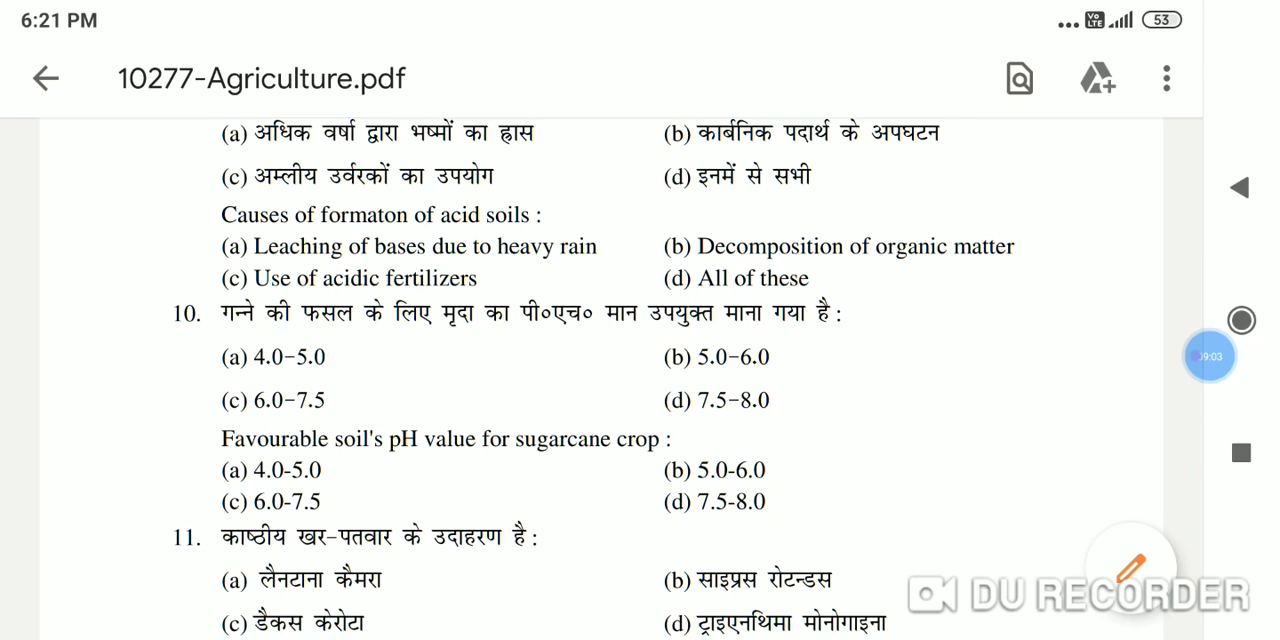 6:21 PM Vo LTE 53
10277-Agriculture.pdf
(a) अधिक वर्षा द्वारा भष्मों का ह्रास (b) कार्बनिक पदार्थ के अपघटन
(c) अम्लीय उर्वरकों का उपयोग (d) इनमें से सभी
Causes of formaton of acid soils :
(a) Leaching of bases due to heavy rain (b) Decomposition of organic matter
(c) Use of acidic fertilizers (d) All of these
10. गन्ने की फसल के लिए मृदा का पी०एच० मान उपयुक्त माना गया है :
(a) 4.0–5.0 (b) 5.0–6.0
(c) 6.0–7.5 (d) 7.5–8.0
09:03
Favourable soil's pH value for sugarcane crop :
(a) 4.0-5.0 (b) 5.0-6.0
(c) 6.0-7.5 (d) 7.5-8.0
11. काष्ठीय खर-पतवार के उदाहरण है :
(a) लैनटाना कैमरा (b) साइप्रस रोटन्डस
DU RECORDER
(c) डैकस केरोटा (d) ट्राइएनथिमा मोनोगाइना